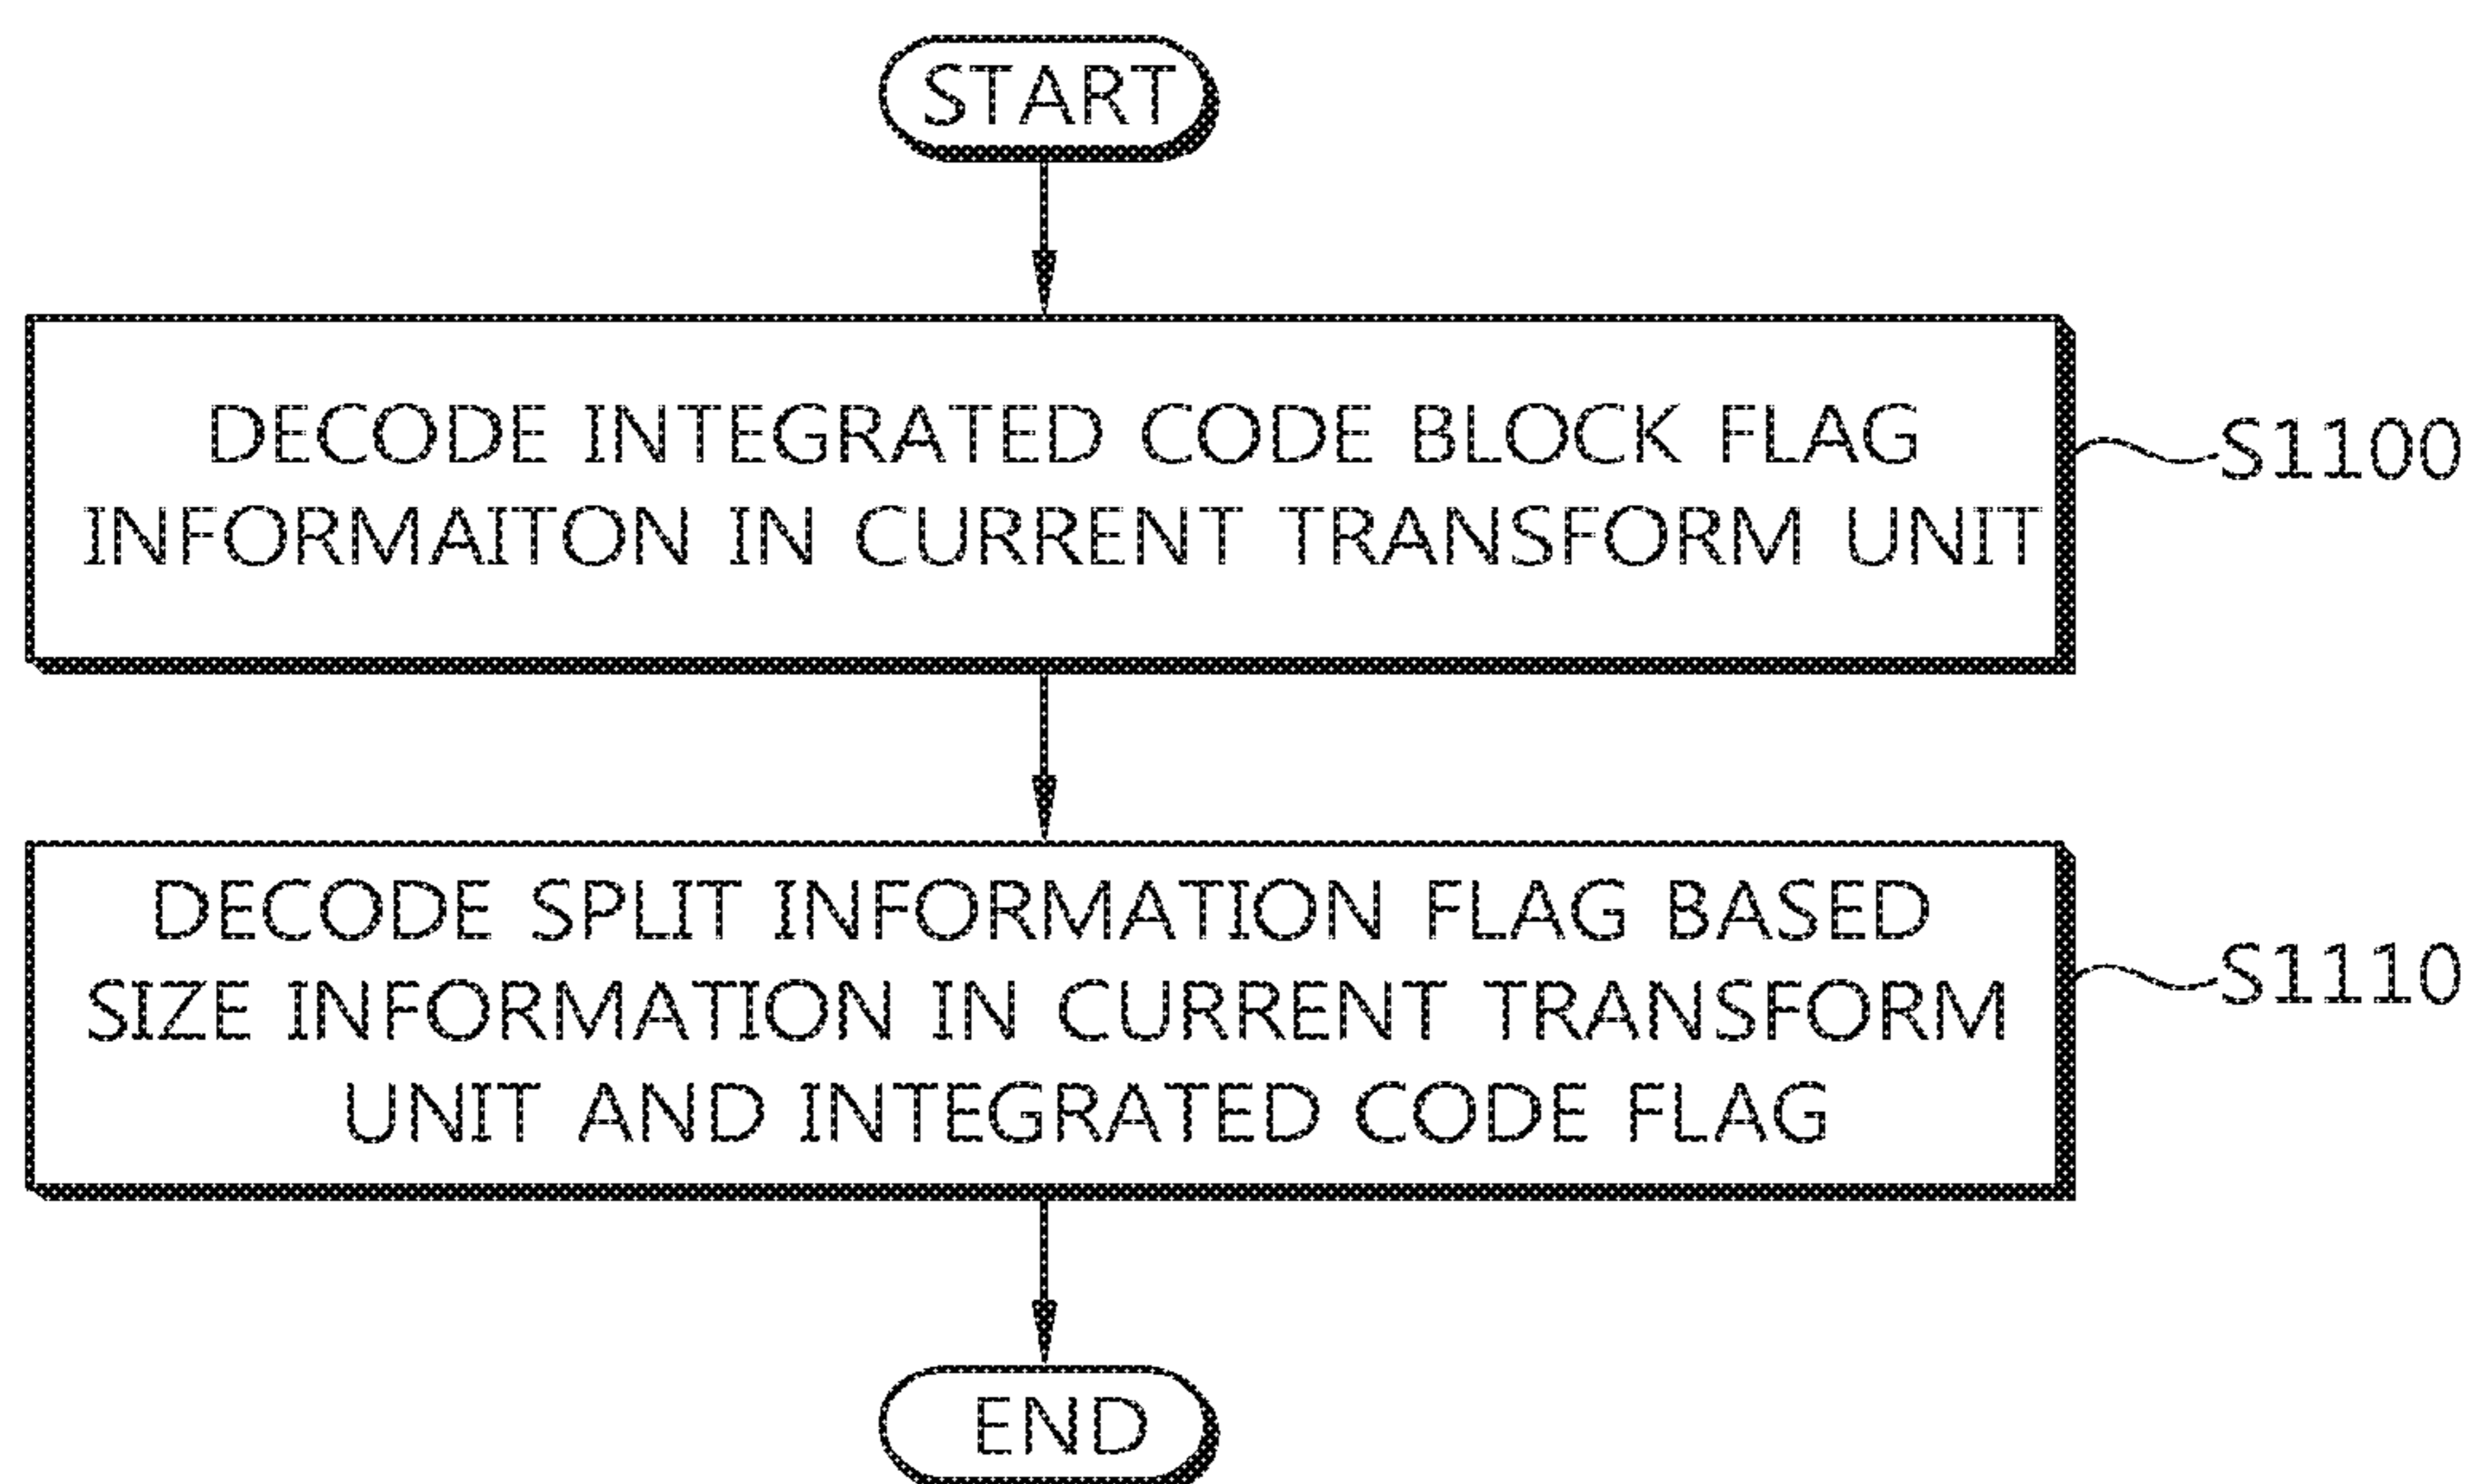 START
DECODE INTEGRATED CODE BLOCK FLAG
INFORMAITON IN CURRENT TRANSFORM UNIT
S1100
DECODE SPLIT INFORMATION FLAG BASED
SIZE INFORMATION IN CURRENT TRANSFORM
UNIT AND INTEGRATED CODE FLAG
S1110
END